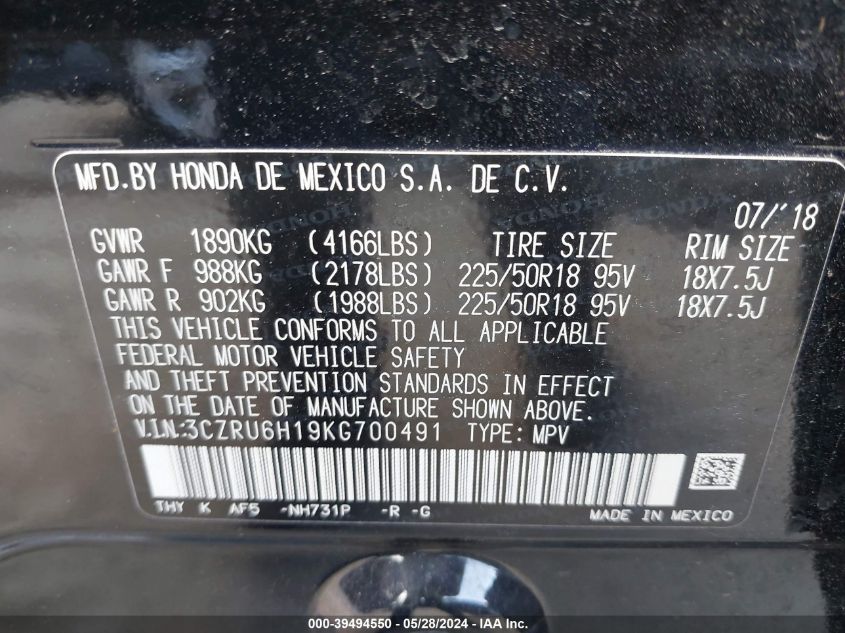 MFD.BY HONDA DE MEXICO S.A. DE C.V.
07/'18
GVWR 1890KG (4166LBS) TIRE SIZE RIM SIZE
GAWR F 988KG (2178LBS) 225/50R18 95V 18X7.5J
GAWR R 902KG (1988LBS) 225/50R18 95V 18X7.5J
THIS VEHICLE CONFORMS TO ALL APPLICABLE
FEDERAL MOTOR VEHICLE SAFETY
AND THEFT PREVENTION STANDARDS IN EFFECT
ON THE DATE OF MANUFACTURE SHOWN ABOVE.
V.I.N.:3CZRU6H19KG700491 TYPE: MPV
THY K AF5 -NH731P -R -G
MADE IN MEXICO
000-39494550 - 05/28/2024 - IAA Inc.